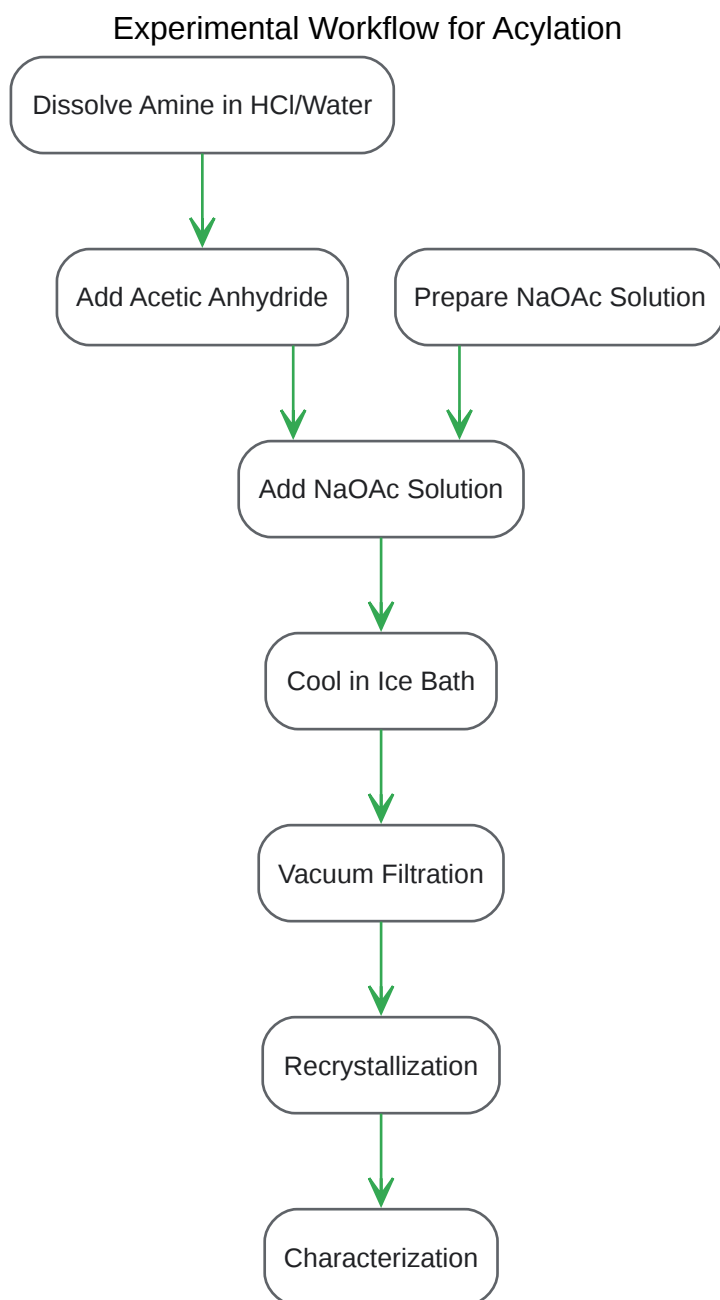 Experimental Workflow for Acylation
Dissolve Amine in HCl/Water
Add Acetic Anhydride
Prepare NaOAc Solution
Add NaOAc Solution
Cool in Ice Bath
Vacuum Filtration
Recrystallization
Characterization